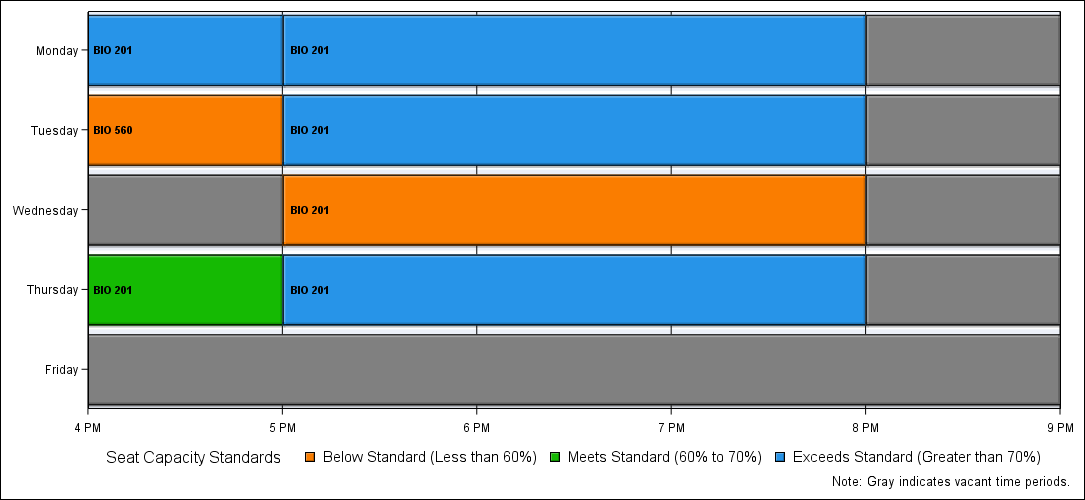 Monday
BIO 201
BIO 201
Tuesday
BIO 560
BIO 201
Wednesday
BIO 201
Thursday
BIO 201
BIO 201
Friday
4 PM 5 PM 6 PM 7 PM 8 PM 9 PM
Seat Capacity Standards Below Standard (Less than 60%) Meets Standard (60% to 70%) Exceeds Standard (Greater than 70%)
Note: Gray indicates vacant time periods.